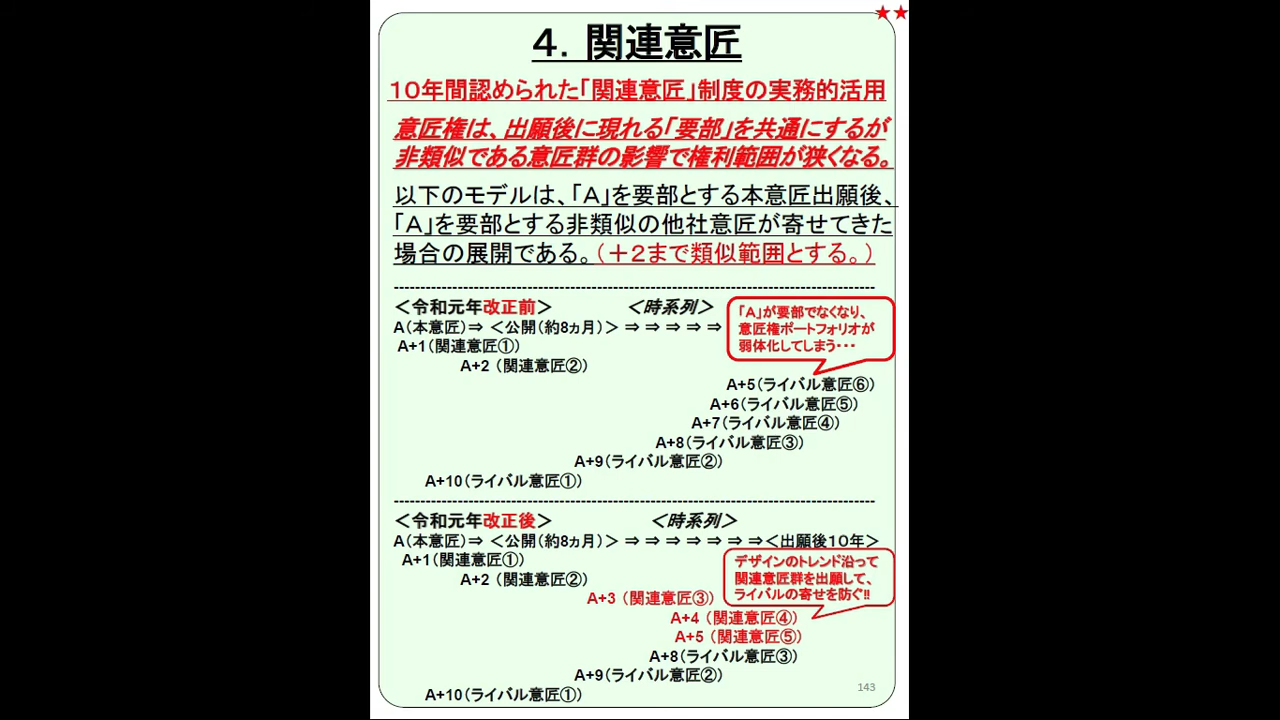 ★★
４．関連意匠
１０年間認められた「関連意匠」制度の実務的活用
意匠権は、出願後に現れる「要部」を共通にするが
非類似である意匠群の影響で権利範囲が狭くなる。
以下のモデルは、「Ａ」を要部とする本意匠出願後、
「Ａ」を要部とする非類似の他社意匠が寄せてきた
場合の展開である。（＋２まで類似範囲とする。）
＜令和元年改正前＞ ＜時系列＞
A（本意匠）⇒ ＜公開（約8ヵ月）＞ ⇒ ⇒ ⇒ ⇒ ⇒
「Ａ」が要部でなくなり、
意匠権ポートフォリオが
弱体化してしまう・・・
A+1（関連意匠①）
A+2 （関連意匠②）
A+5（ライバル意匠⑥）
A+6（ライバル意匠⑤）
A+7（ライバル意匠④）
A+8（ライバル意匠③）
A+9（ライバル意匠②）
A+10（ライバル意匠①）
＜令和元年改正後＞ ＜時系列＞
A（本意匠）⇒ ＜公開（約8ヵ月）＞ ⇒ ⇒ ⇒ ⇒ ⇒ ⇒＜出願後１０年＞
A+1（関連意匠①）
A+2 （関連意匠②）
デザインのトレンド沿って
関連意匠群を出願して、
ライバルの寄せを防ぐ!!
A+3 （関連意匠③）
A+4 （関連意匠④）
A+5 （関連意匠⑤）
A+8（ライバル意匠③）
A+9（ライバル意匠②）
A+10（ライバル意匠①）
143